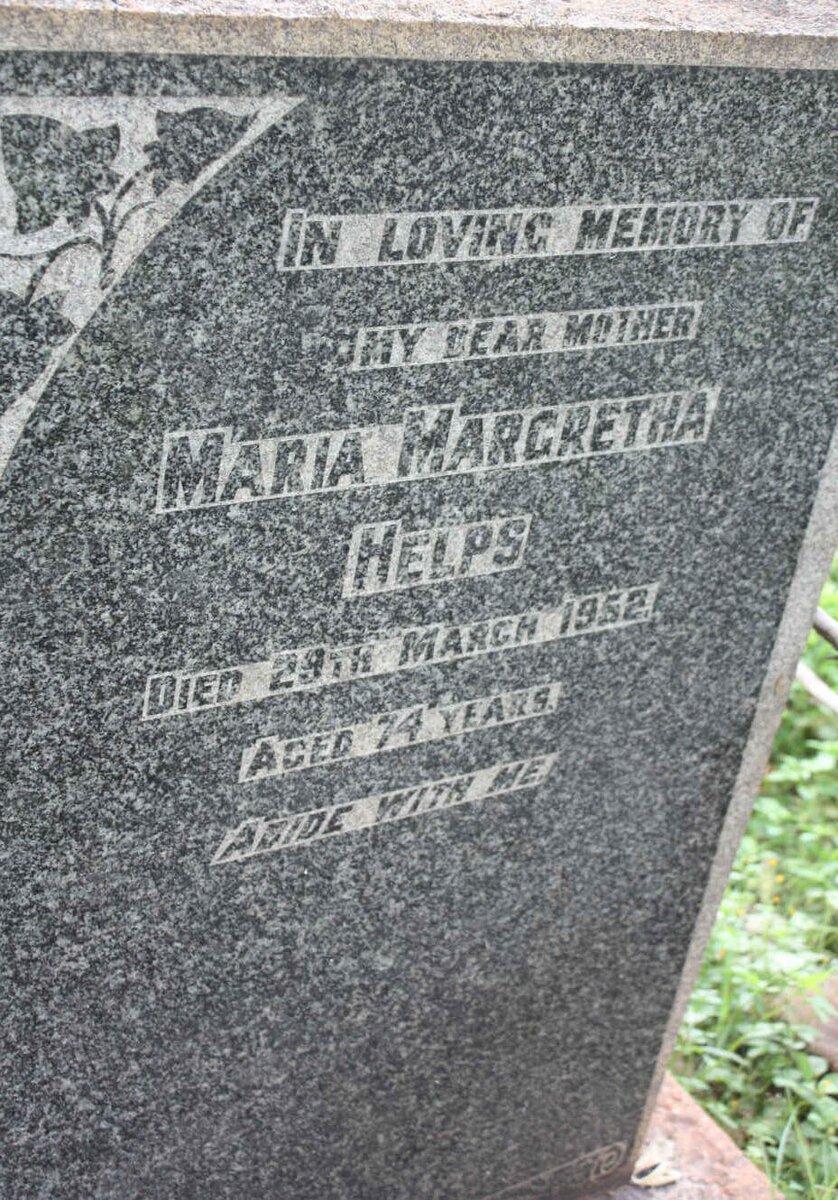 IN LOVING MEMORY OF
MY DEAR MOTHER
MARIA MARGRETHA
HELPS
DIED 29TH MARCH 1952.
AGED 74 YEARS.
ABIDE WITH ME